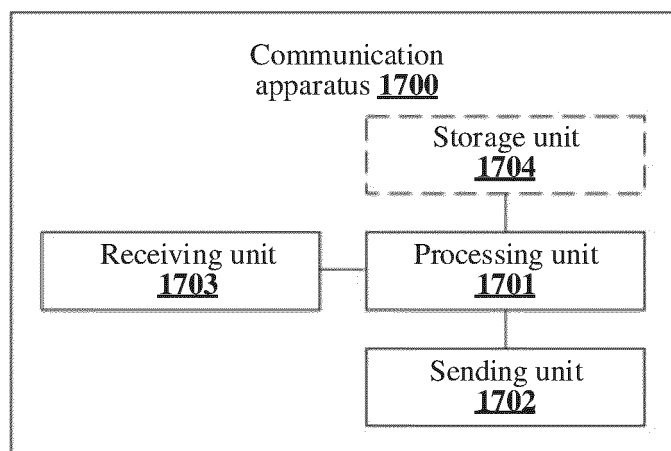 Communication
apparatus 1700
Storage unit
1704
Receiving unit
1703
Processing unit
1701
Sending unit
1702